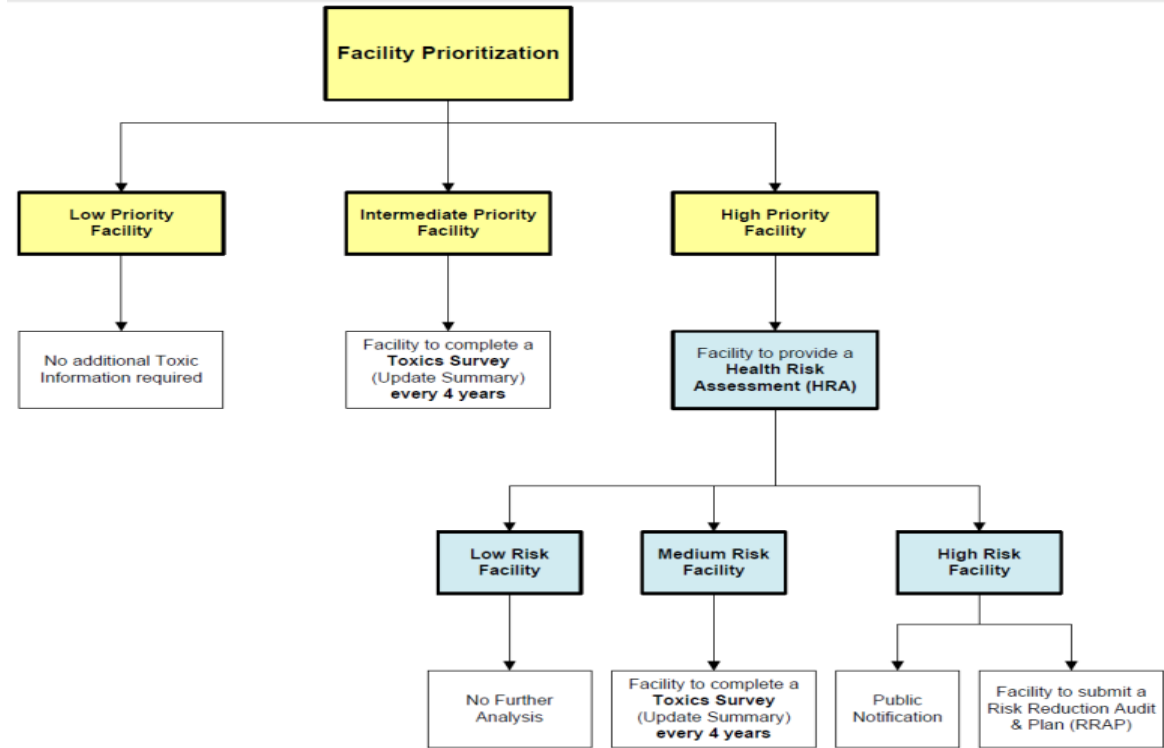 Facility Prioritization
Low Priority
Facility
Intermediate Priority
Facility
High Priority
Facility
No additional Toxic
Information required
Facility to complete a
Toxics Survey
(Update Summary)
every 4 years
Facility to provide a
Health Risk
Assessment (HRA)
Low Risk
Facility
Medium Risk
Facility
High Risk
Facility
No Further
Analysis
Facility to complete a
Toxics Survey
(Update Summary)
every 4 years
Public
Notification
Facility to submit a
Risk Reduction Audit
& Plan (RRAP)